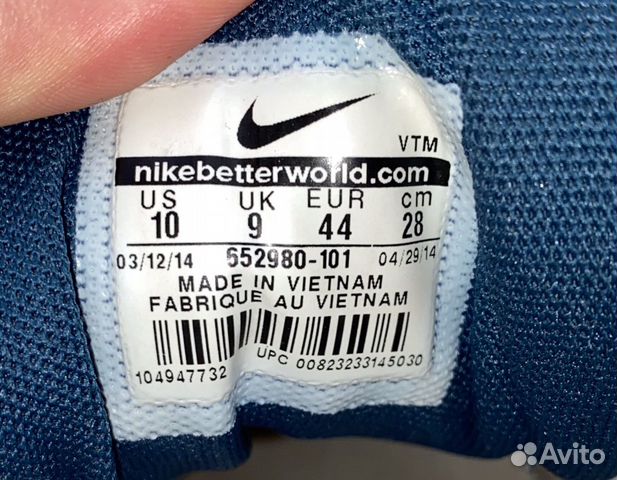 VTM
nikebetterworld.com
US UK EUR cm
10 9 44 28
03/12/14 652980-101 04/29/14
MADE IN VIETNAM
FABRIQUE AU VIETNAM
104947732 UPC 00823233145030
Avito